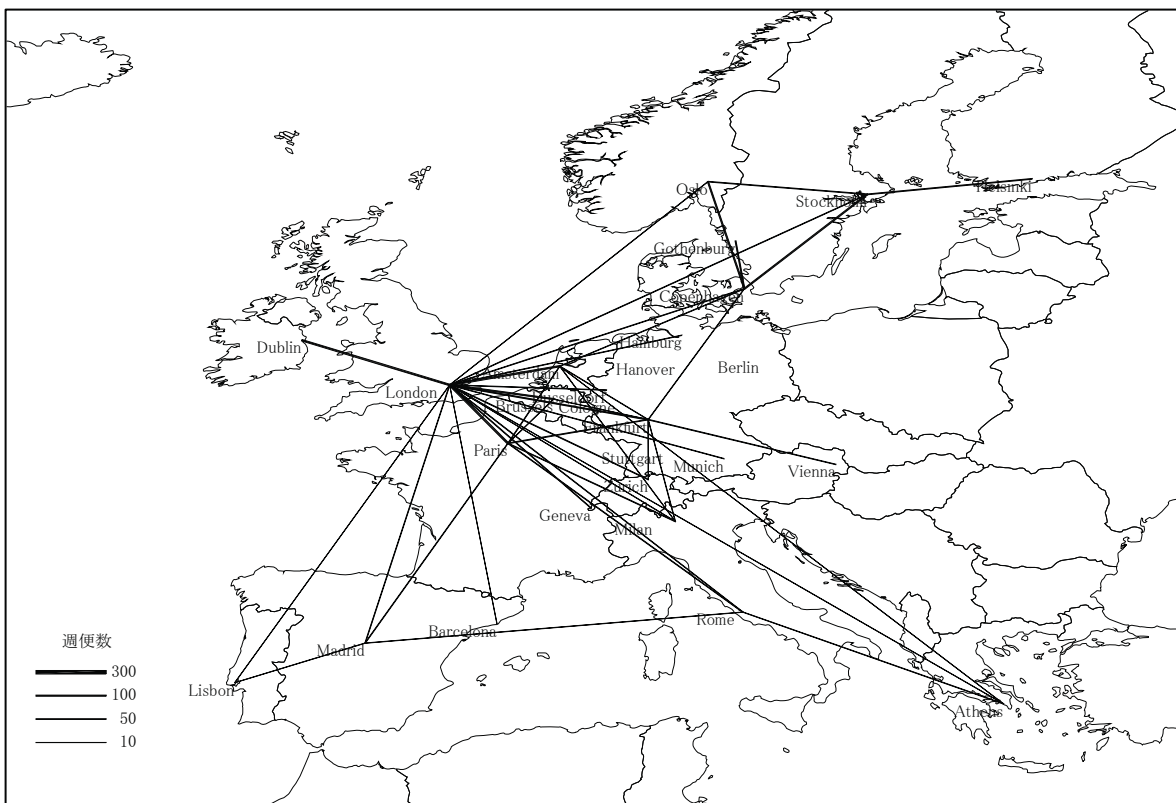 Oslo
Helsinki
Stockholm
Gothenburg
Copenhagen
Dublin
Hamburg
Amsterdam
Hanover
Berlin
London
Dusseldorf
Brussels
Cologne
Frankfurt
Paris
Stuttgart
Munich
Vienna
Zurich
Geneva
Milan
Rome
Barcelona
Madrid
Lisbon
Athens
週便数
300
100
50
10